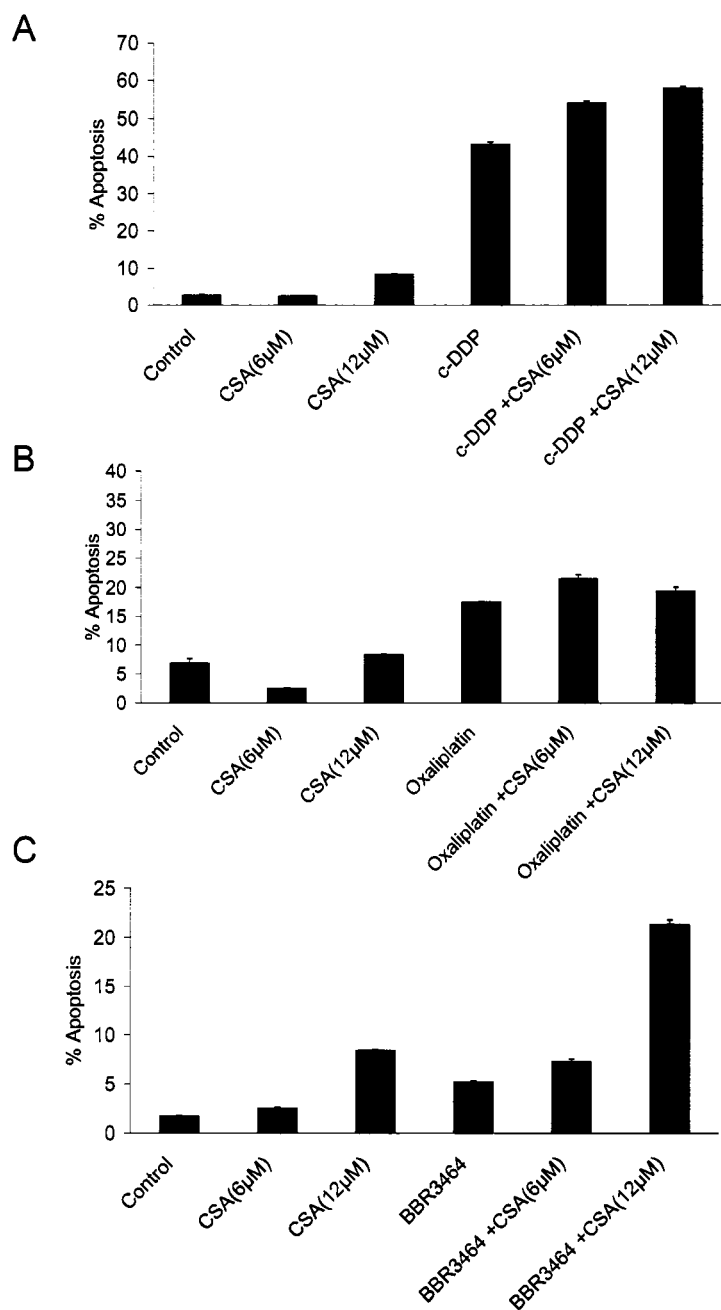 A
% Apoptosis
70
60
50
40
30
20
10
0
Control
CSA(6μM)
CSA(12μM)
c-DDP
c-DDP +CSA(6μM)
c-DDP +CSA(12μM)
B
% Apoptosis
40
35
30
25
20
15
10
5
0
Control
CSA(6μM)
CSA(12μM)
Oxaliplatin
Oxaliplatin +CSA(6μM)
Oxaliplatin +CSA(12μM)
C
% Apoptosis
25
20
15
10
5
0
Control
CSA(6μM)
CSA(12μM)
BBR3464
BBR3464 +CSA(6μM)
BBR3464 +CSA(12μM)